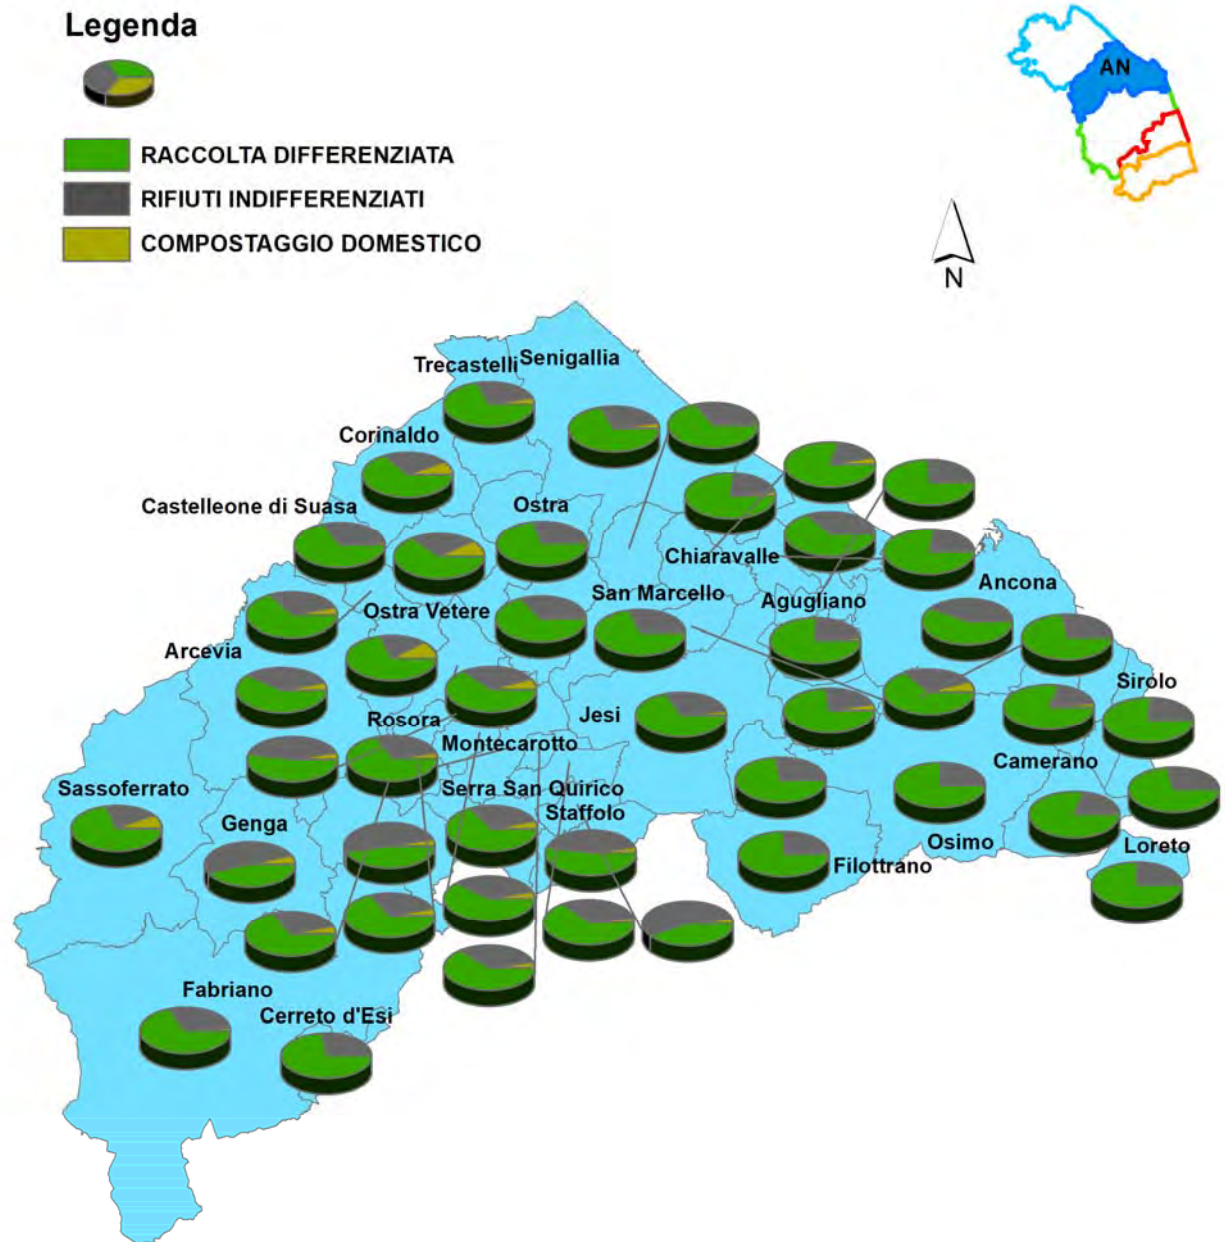 Legenda
AN
RACCOLTA DIFFERENZIATA
RIFIUTI INDIFFERENZIATI
COMPOSTAGGIO DOMESTICO
N
Trecastelli
Senigallia
Corinaldo
Castelleone di Suasa
Ostra
Chiaravalle
Ancona
Ostra Vetere
San Marcello
Agugliano
Arcevia
Sirolo
Rosora
Jesi
Montecarotto
Camerano
Sassoferrato
Serra San Quirico
Genga
Staffolo
Osimo
Loreto
Filottrano
Fabriano
Cerreto d'Esi